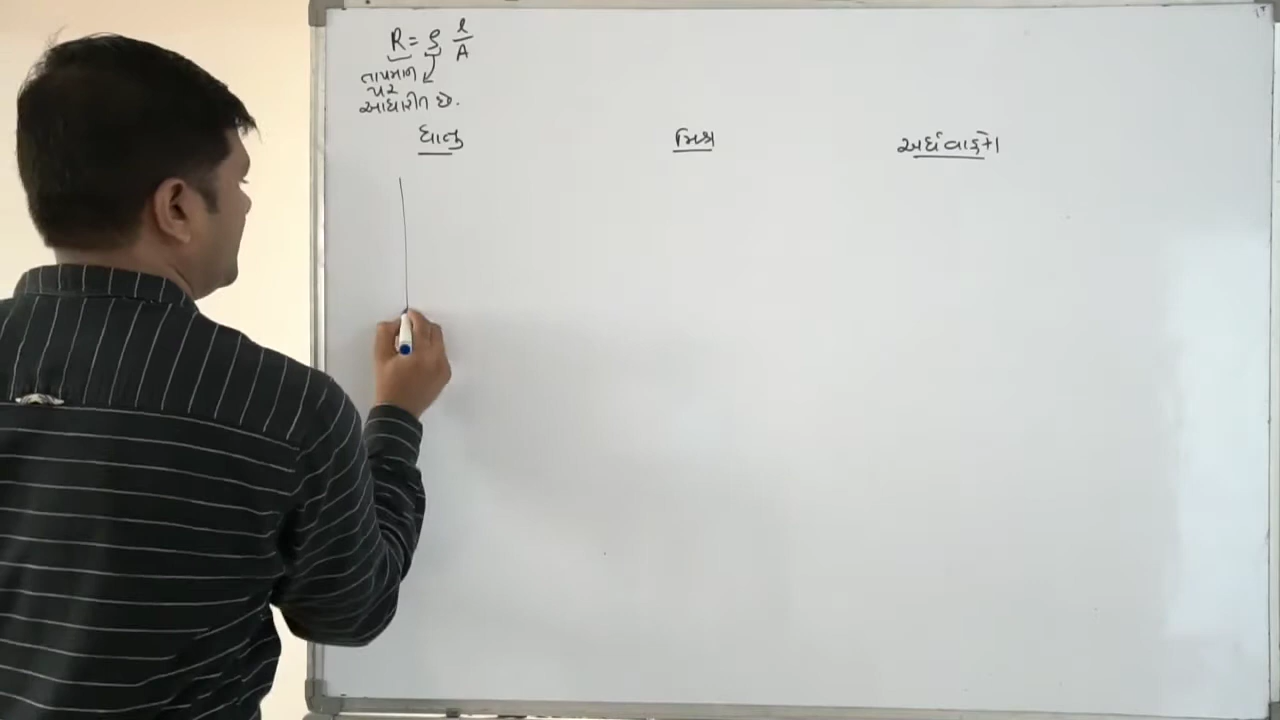 R = ρ l/A
તાપમાન
પર
આધારીત છે.
ધાતુ
મિશ્ર
અર્ધવાહકો